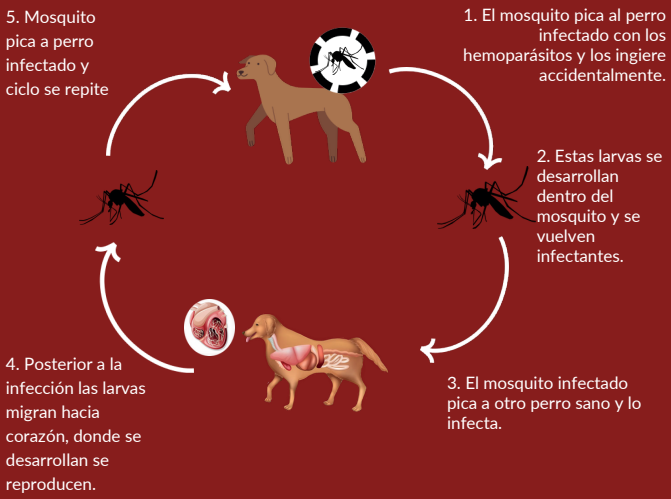 1. El mosquito pica al perro
infectado con los
hemoparásitos y los ingiere
accidentalmente.
2. Estas larvas se
desarrollan
dentro del
mosquito y se
vuelven
infectantes.
3. El mosquito infectado
pica a otro perro sano y lo
infecta.
4. Posterior a la
infección las larvas
migran hacia
corazón, donde se
desarrollan se
reproducen.
5. Mosquito
pica a perro
infectado y
ciclo se repite